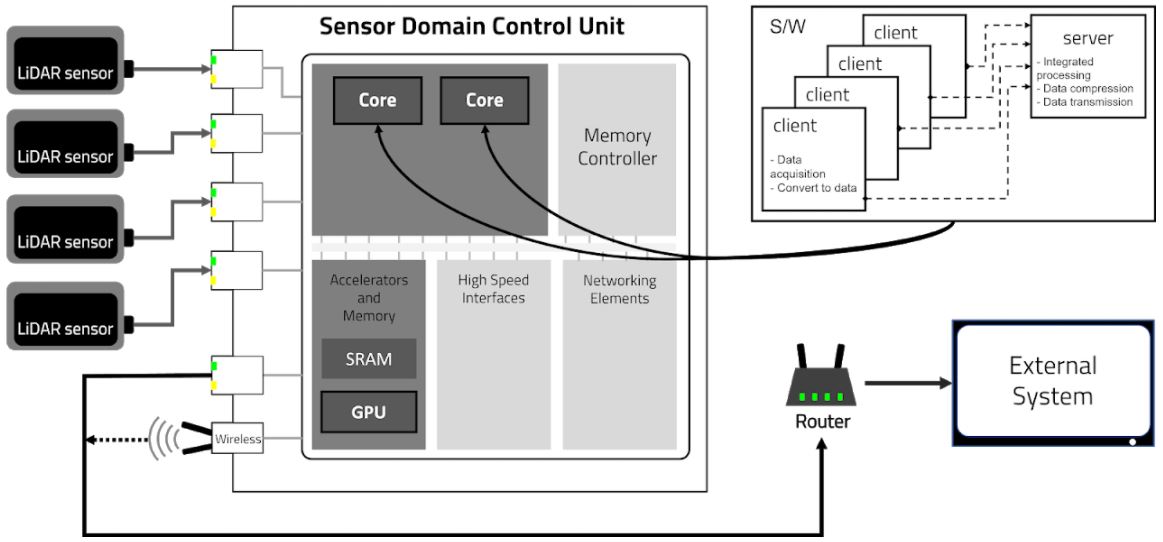 Sensor Domain Control Unit
LiDAR sensor
LiDAR sensor
LiDAR sensor
LiDAR sensor
Core
Core
Memory
Controller
Accelerators
and
Memory
SRAM
GPU
High Speed
Interfaces
Networking
Elements
Wireless
S/W
client
client
client
client
- Data
acquisition
- Convert to data
server
- Integrated
processing
- Data compression
- Data transmission
Router
External
System